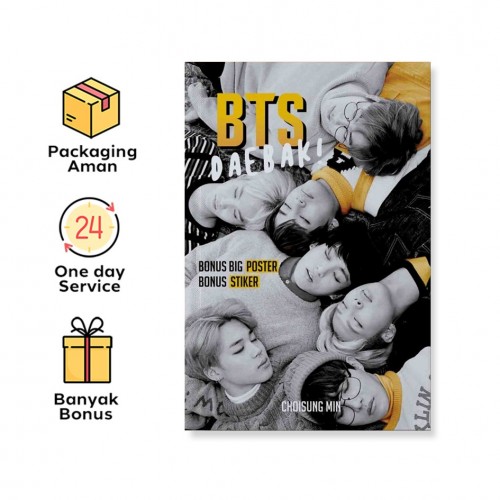 Packaging
Aman
24
One day
Service
Banyak
Bonus
BTS
DAEBAK!
BONUS BIG POSTER
BONUS STIKER
CHOISUNG MIN